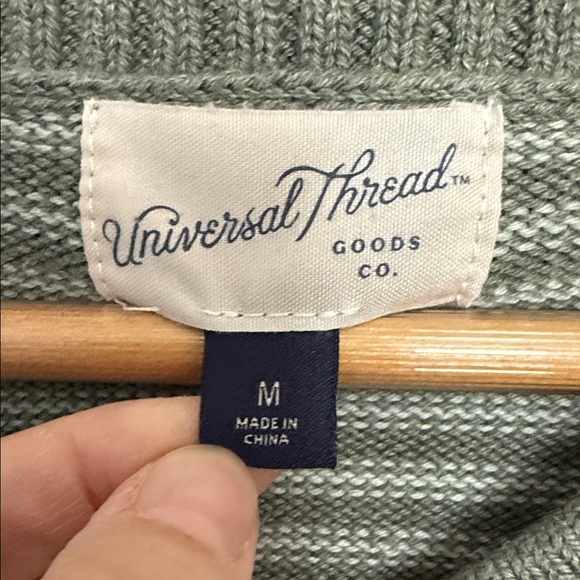 Universal Thread™
GOODS
CO.
M
MADE IN
CHINA